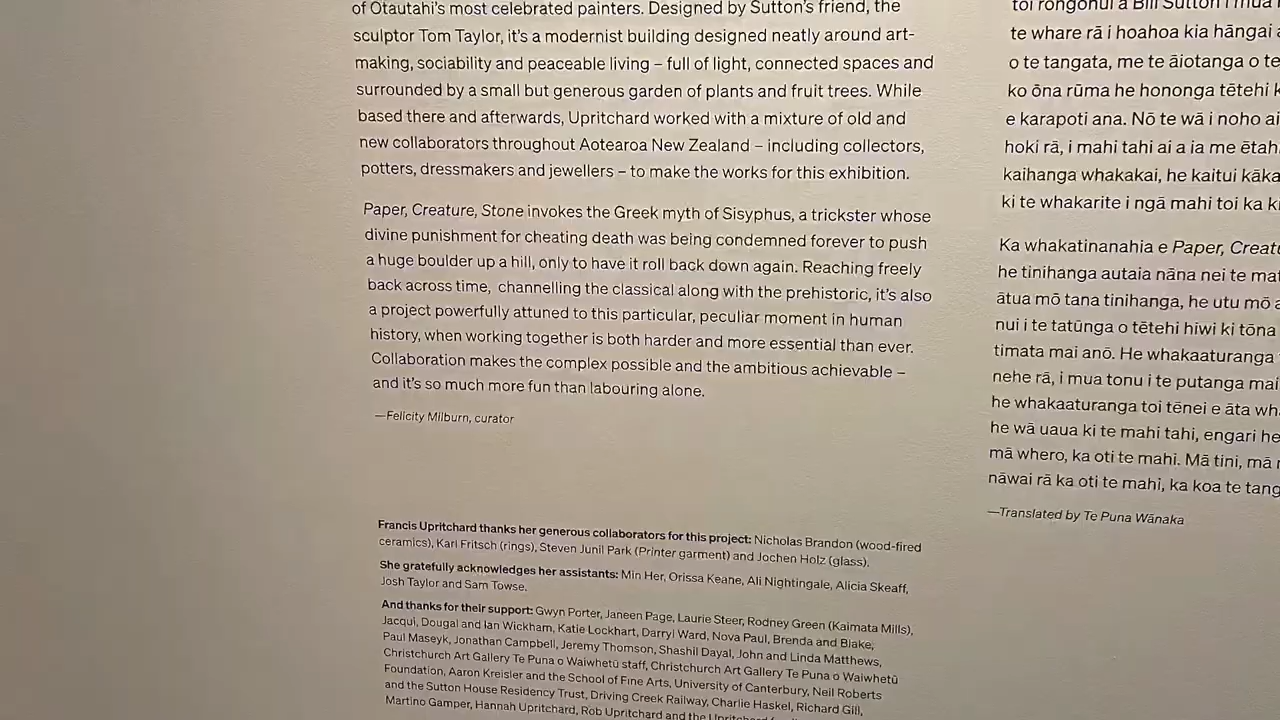 of Ōtautahi's most celebrated painters. Designed by Sutton's friend, the
sculptor Tom Taylor, it's a modernist building designed neatly around art-
making, sociability and peaceable living – full of light, connected spaces and
surrounded by a small but generous garden of plants and fruit trees. While
based there and afterwards, Upritchard worked with a mixture of old and
new collaborators throughout Aotearoa New Zealand – including collectors,
potters, dressmakers and jewellers – to make the works for this exhibition.
Paper, Creature, Stone invokes the Greek myth of Sisyphus, a trickster whose
divine punishment for cheating death was being condemned forever to push
a huge boulder up a hill, only to have it roll back down again. Reaching freely
back across time, channelling the classical along with the prehistoric, it's also
a project powerfully attuned to this particular, peculiar moment in human
history, when working together is both harder and more essential than ever.
Collaboration makes the complex possible and the ambitious achievable –
and it's so much more fun than labouring alone.
—Felicity Milburn, curator
Francis Upritchard thanks her generous collaborators for this project: Nicholas Brandon (wood-fired
ceramics), Karl Fritsch (rings), Steven Junil Park (Printer garment) and Jochen Holz (glass).
She gratefully acknowledges her assistants: Min Her, Orissa Keane, Ali Nightingale, Alicia Skeaff,
Josh Taylor and Sam Towse.
And thanks for their support: Gwyn Porter, Janeen Page, Laurie Steer, Rodney Green (Kaimata Mills),
Jacqui, Dougal and Ian Wickham, Katie Lockhart, Darryl Ward, Nova Paul, Brenda and Blake,
Paul Maseyk, Jonathan Campbell, Jeremy Thomson, Shashil Dayal, John and Linda Matthews,
Christchurch Art Gallery Te Puna o Waiwhetū staff, Christchurch Art Gallery Te Puna o Waiwhetū
Foundation, Aaron Kreisler and the School of Fine Arts, University of Canterbury, Neil Roberts
and the Sutton House Residency Trust, Driving Creek Railway, Charlie Haskel, Richard Gill,
Martino Gamper, Hannah Upritchard, Rob Upritchard and the Upritchard
toi rongonui a Bill Sutton i mua
te whare rā i hoahoa kia hāngai
o te tangata, me te āiotanga o te
ko ōna rūma he hononga tētehi
e karapoti ana. Nō te wā i noho ai
hoki rā, i mahi tahi ai a ia me
kaihanga whakakai, he kaitui
ki te whakarite i ngā mahi toi ka
Ka whakatinanahia e Paper,
he tinihanga autaia nāna nei te
ātua mō tana tinihanga, he utu mō
nui i te tatūnga o tētehi hiwi ki tōna
timata mai anō. He whakaaturanga
nehe rā, i mua tonu i te putanga mai
he whakaaturanga toi tēnei e āta
he wā uaua ki te mahi tahi, engari he
mā whero, ka oti te mahi. Mā tini, mā
nāwai rā ka oti te mahi, ka koa te
—Translated by Te Puna Wānaka